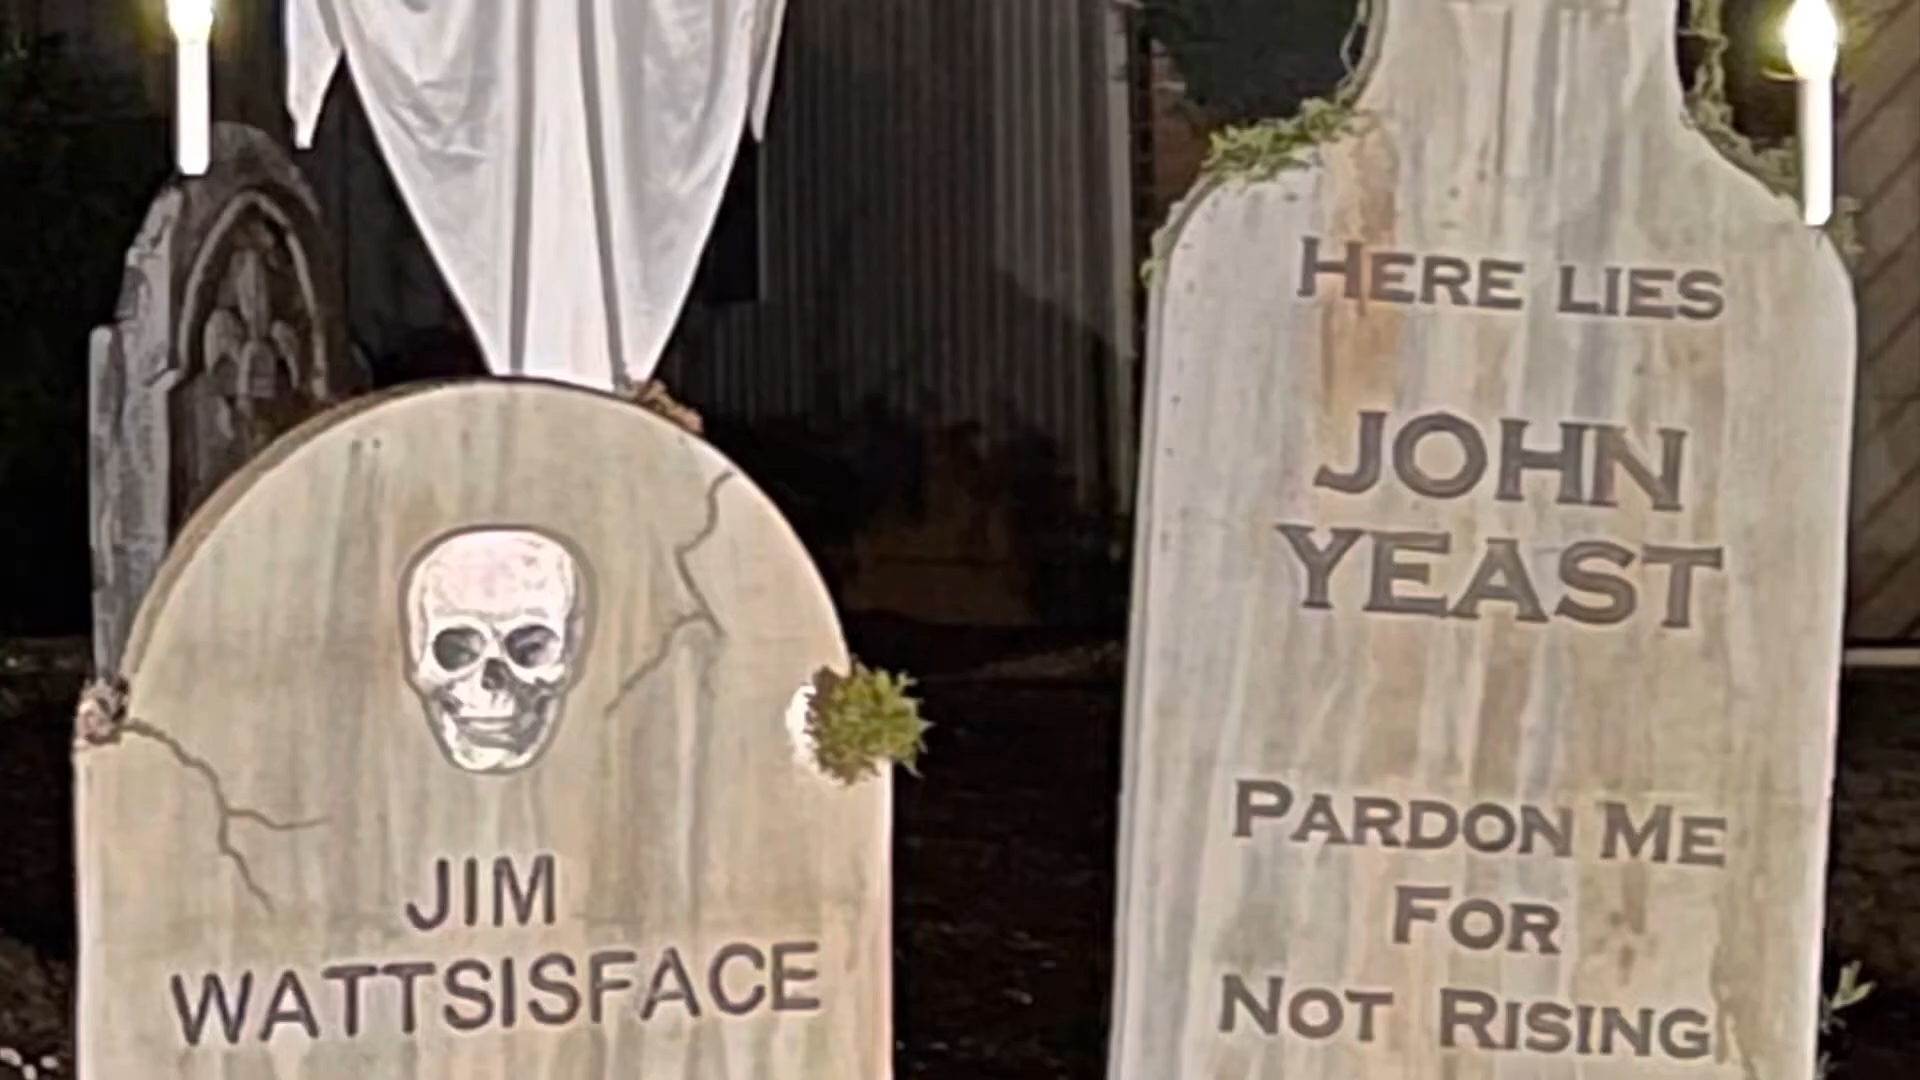 JIM
WATTSISFACE
HERE LIES
JOHN
YEAST
PARDON ME
FOR
NOT RISING